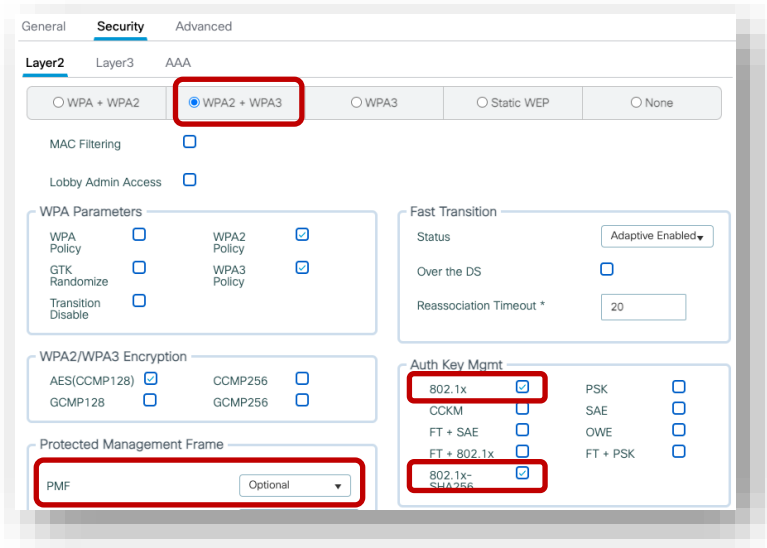 General Security Advanced
Layer2 Layer3 AAA
WPA + WPA2 WPA2 + WPA3 WPA3 Static WEP None
MAC Filtering
Lobby Admin Access
WPA Parameters
WPA Policy WPA2 Policy
GTK Randomize WPA3 Policy
Transition Disable
Fast Transition
Status Adaptive Enabled
Over the DS
Reassociation Timeout * 20
WPA2/WPA3 Encryption
AES(CCMP128) CCMP256
GCMP128 GCMP256
Auth Key Mgmt
802.1x PSK
CCKM SAE
FT + SAE OWE
FT + 802.1x FT + PSK
802.1x-SHA256
Protected Management Frame
PMF Optional